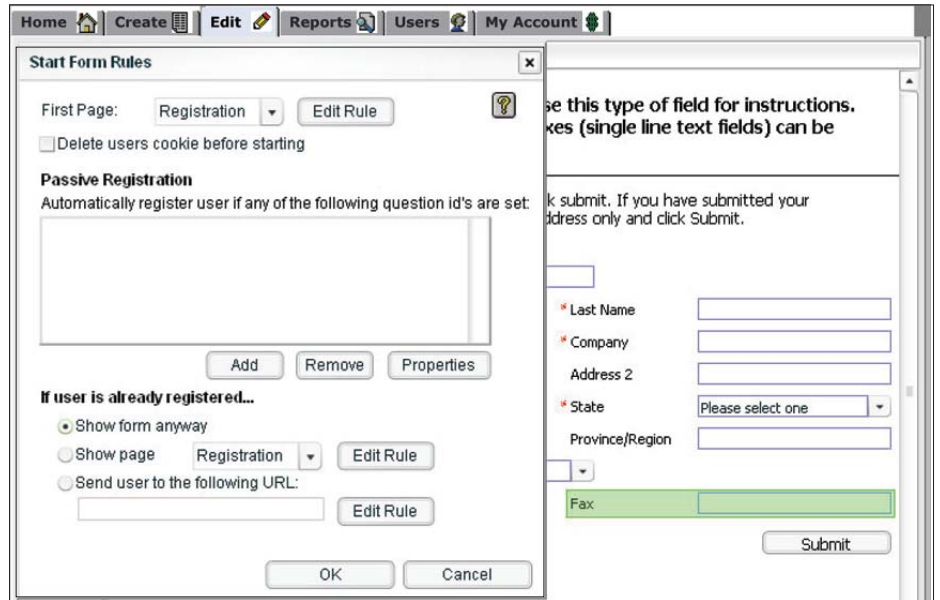 Home Create Edit Reports Users My Account
Start Form Rules
First Page: Registration Edit Rule
Delete users cookie before starting
Passive Registration
Automatically register user if any of the following question id's are set:
Add Remove Properties
If user is already registered...
Show form anyway
Show page Registration Edit Rule
Send user to the following URL:
Edit Rule
OK Cancel
this type of field for instructions.
(single line text fields) can be
submit. If you have submitted your
only and click Submit.
* Last Name
* Company
Address 2
* State Please select one
Province/Region
Fax
Submit